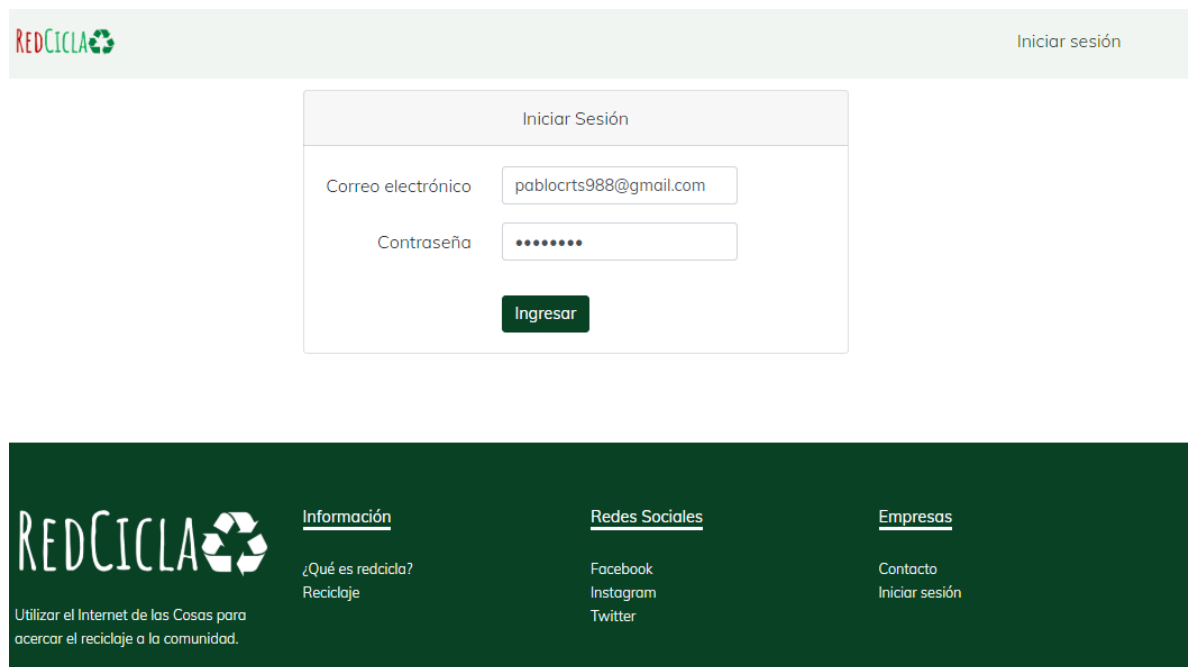 REDCICLA
Iniciar sesión
Iniciar Sesión
Correo electrónico
pablocrts988@gmail.com
Contraseña
••••••••
Ingresar
REDCICLA
Utilizar el Internet de las Cosas para
acercar el reciclaje a la comunidad.
Información
¿Qué es redcicla?
Reciclaje
Redes Sociales
Facebook
Instagram
Twitter
Empresas
Contacto
Iniciar sesión